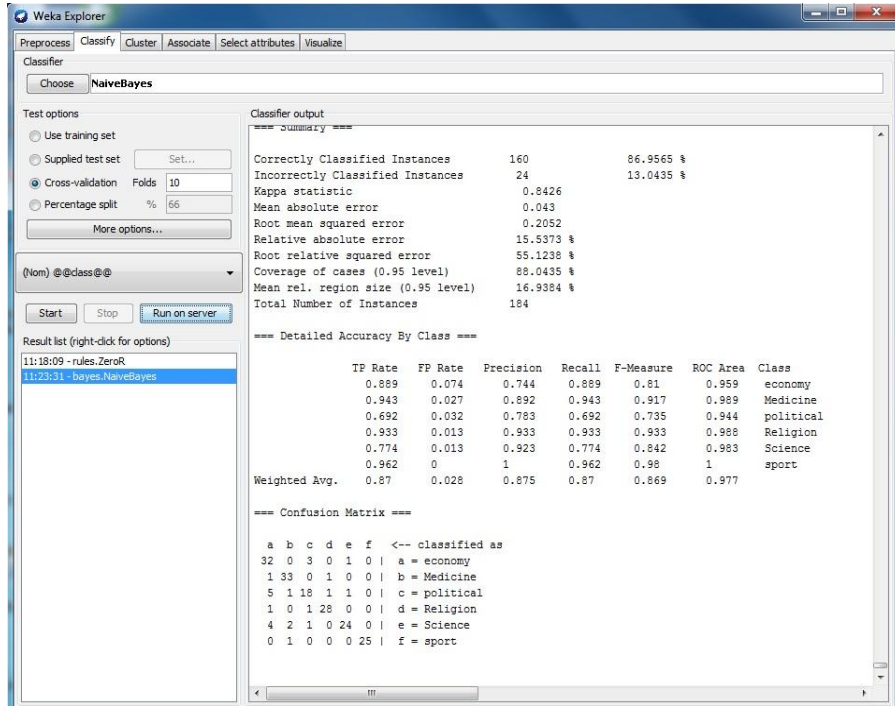 Weka Explorer
Preprocess Classify Cluster Associate Select attributes Visualize
Classifier
Choose NaiveBayes
Test options
Use training set
Supplied test set Set...
Cross-validation Folds 10
Percentage split % 66
More options...
(Nom) @@class@@
Start Stop Run on server
Result list (right-click for options)
11:18:09 - rules.ZeroR
11:23:31 - bayes.NaiveBayes
Classifier output
=== Summary ===
Correctly Classified Instances 160 86.9565 %
Incorrectly Classified Instances 24 13.0435 %
Kappa statistic 0.8426
Mean absolute error 0.043
Root mean squared error 0.2052
Relative absolute error 15.5373 %
Root relative squared error 55.1238 %
Coverage of cases (0.95 level) 88.0435 %
Mean rel. region size (0.95 level) 16.9384 %
Total Number of Instances 184
=== Detailed Accuracy By Class ===
TP Rate FP Rate Precision Recall F-Measure ROC Area Class
0.889 0.074 0.744 0.889 0.81 0.959 economy
0.943 0.027 0.892 0.943 0.917 0.989 Medicine
0.692 0.032 0.783 0.692 0.735 0.944 political
0.933 0.013 0.933 0.933 0.933 0.988 Religion
0.774 0.013 0.923 0.774 0.842 0.983 Science
0.962 0 1 0.962 0.98 1 sport
Weighted Avg. 0.87 0.028 0.875 0.87 0.869 0.977
=== Confusion Matrix ===
a b c d e f <-- classified as
32 0 3 0 1 0 | a = economy
1 33 0 1 0 0 | b = Medicine
5 1 18 1 1 0 | c = political
1 0 1 28 0 0 | d = Religion
4 2 1 0 24 0 | e = Science
0 1 0 0 0 25 | f = sport